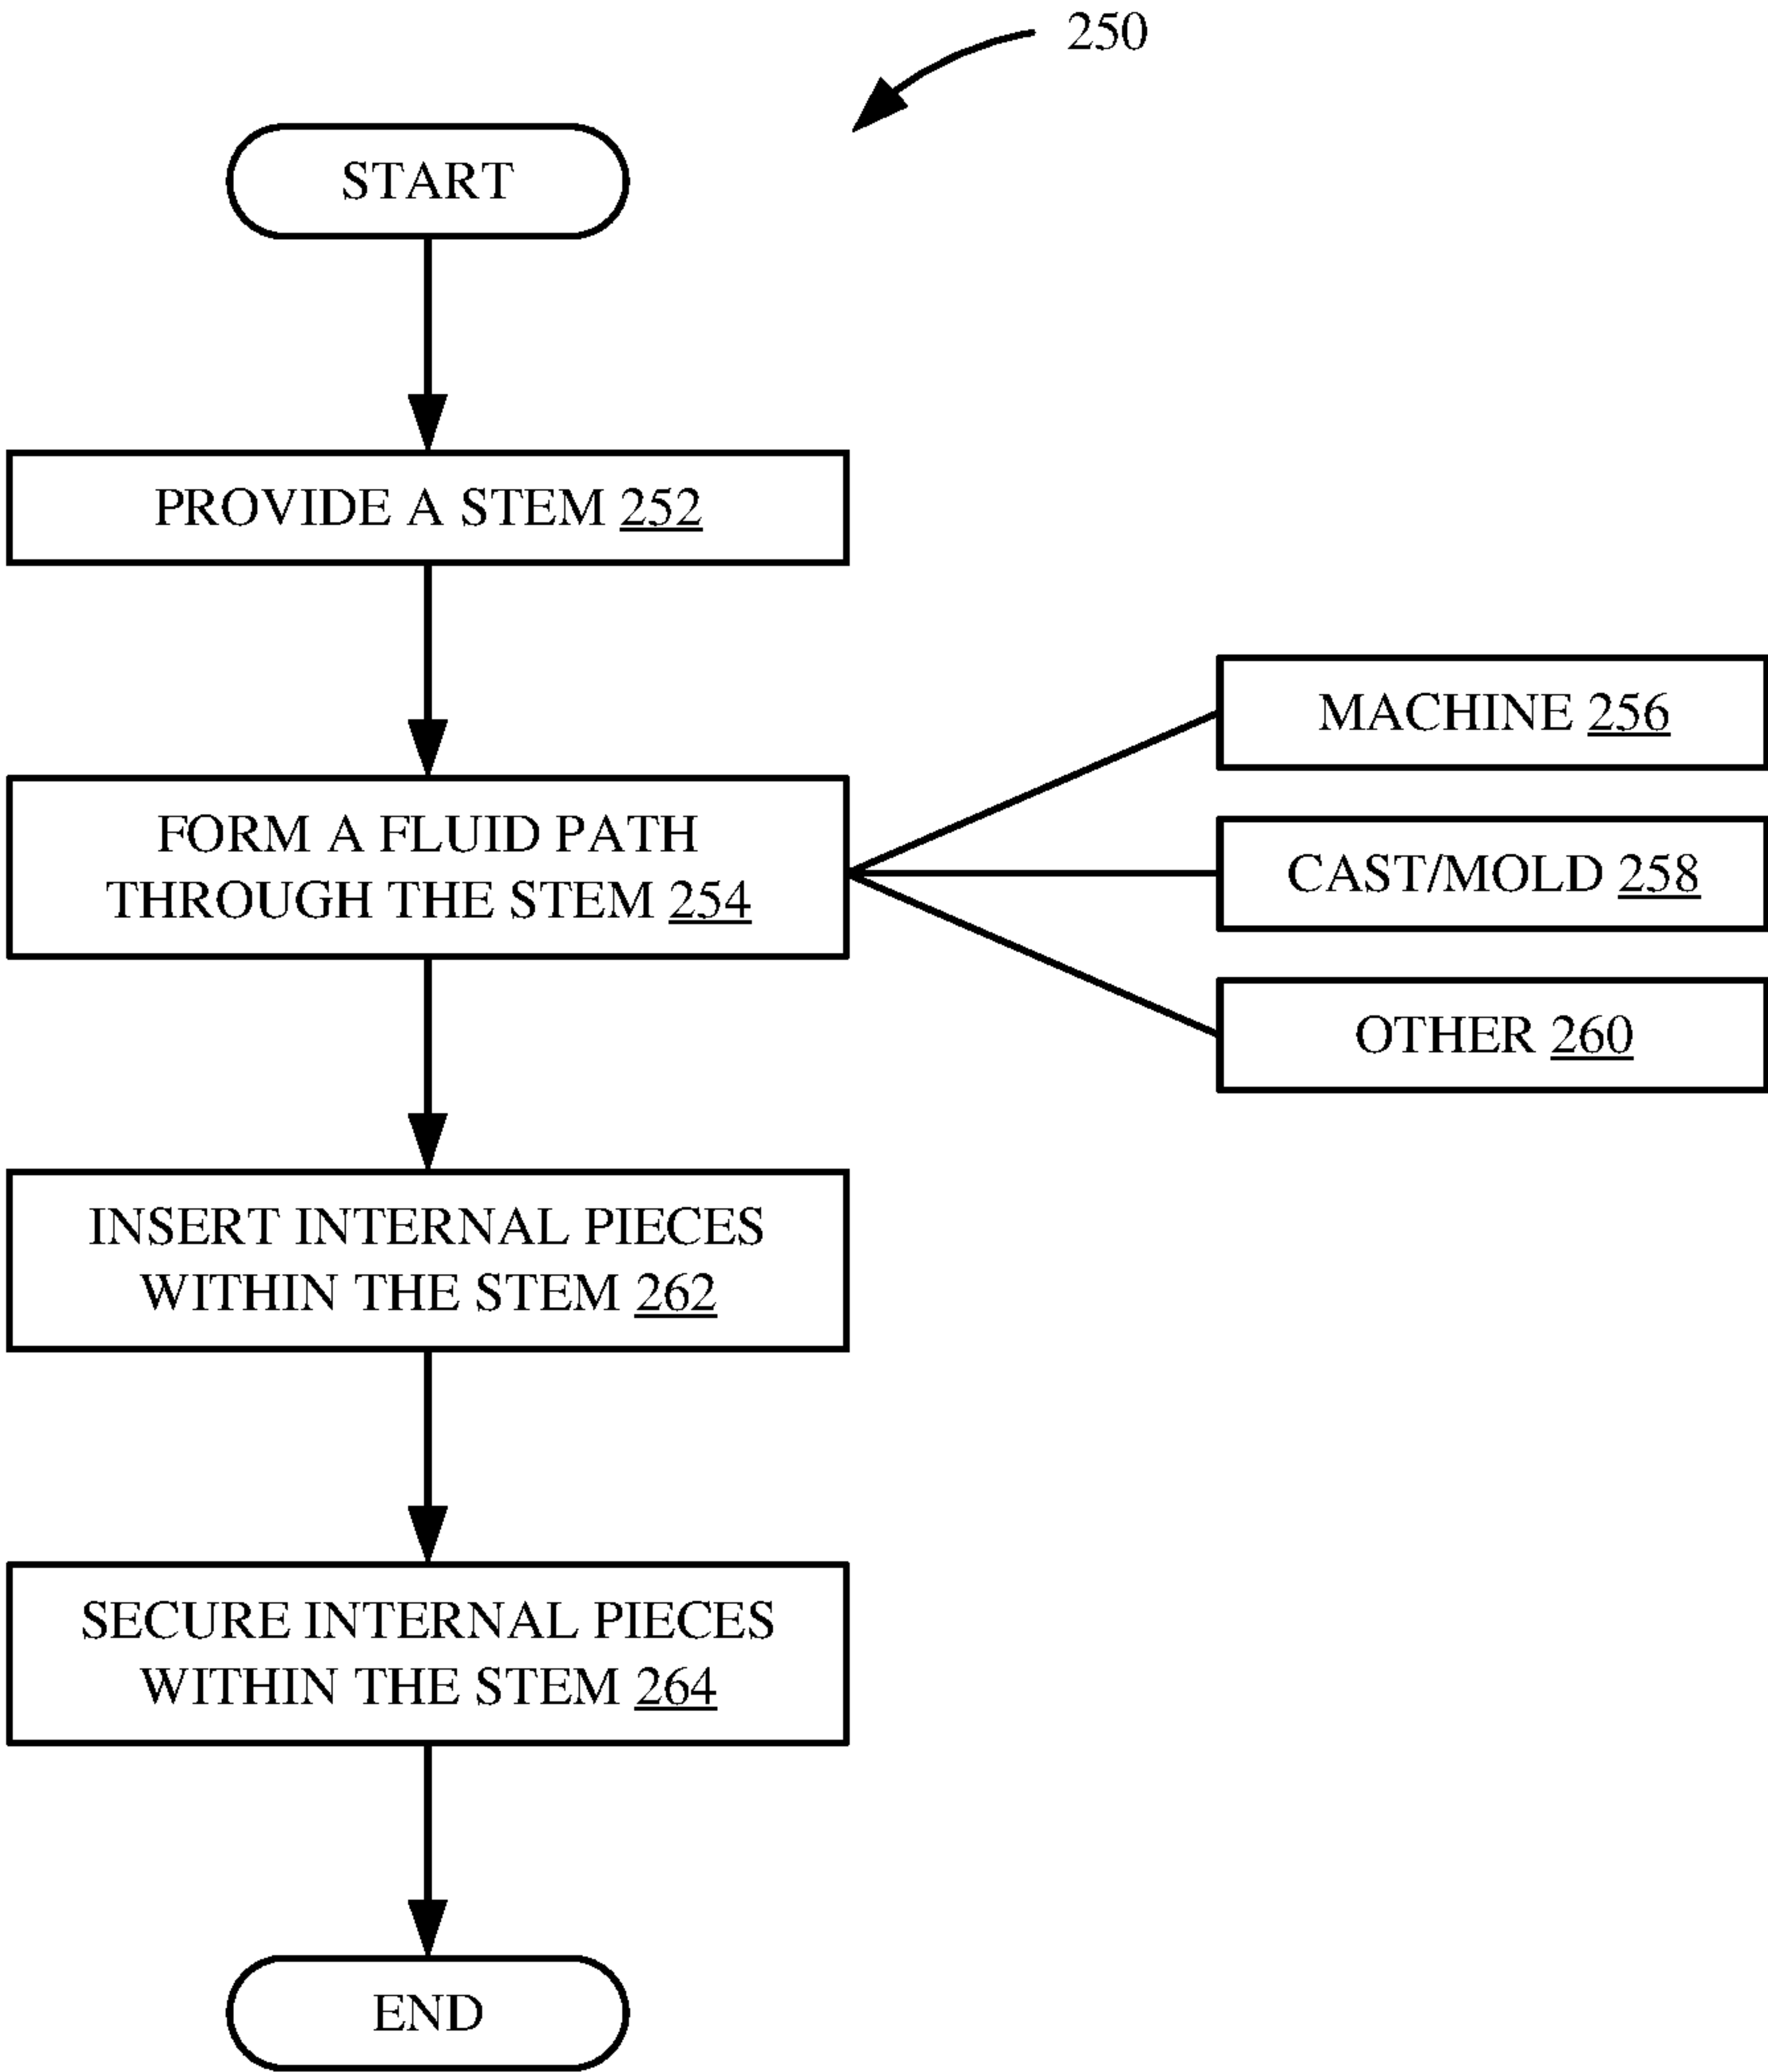 250
START
PROVIDE A STEM 252
FORM A FLUID PATH
THROUGH THE STEM 254
MACHINE 256
CAST/MOLD 258
OTHER 260
INSERT INTERNAL PIECES
WITHIN THE STEM 262
SECURE INTERNAL PIECES
WITHIN THE STEM 264
END